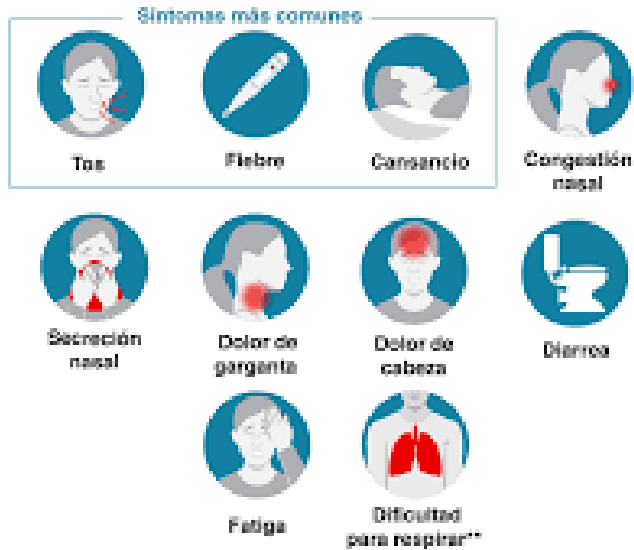 Síntomas más comunes
Tos
Fiebre
Cansancio
Congestión
nasal
Secreción
nasal
Dolor de
garganta
Dolor de
cabeza
Diarrea
Fatiga
Dificultad
para respirar**